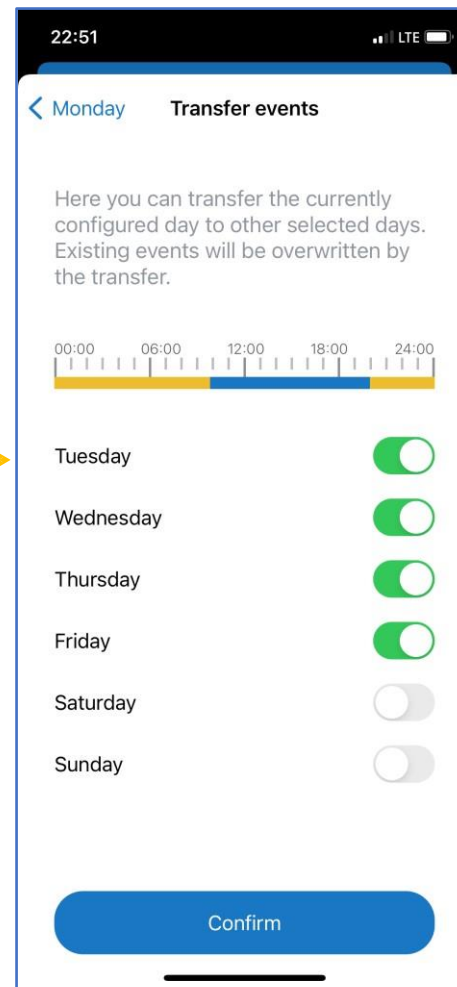 22:51 LTE
Monday Transfer events
Here you can transfer the currently
configured day to other selected days.
Existing events will be overwritten by
the transfer.
00:00 06:00 12:00 18:00 24:00
Tuesday
Wednesday
Thursday
Friday
Saturday
Sunday
Confirm